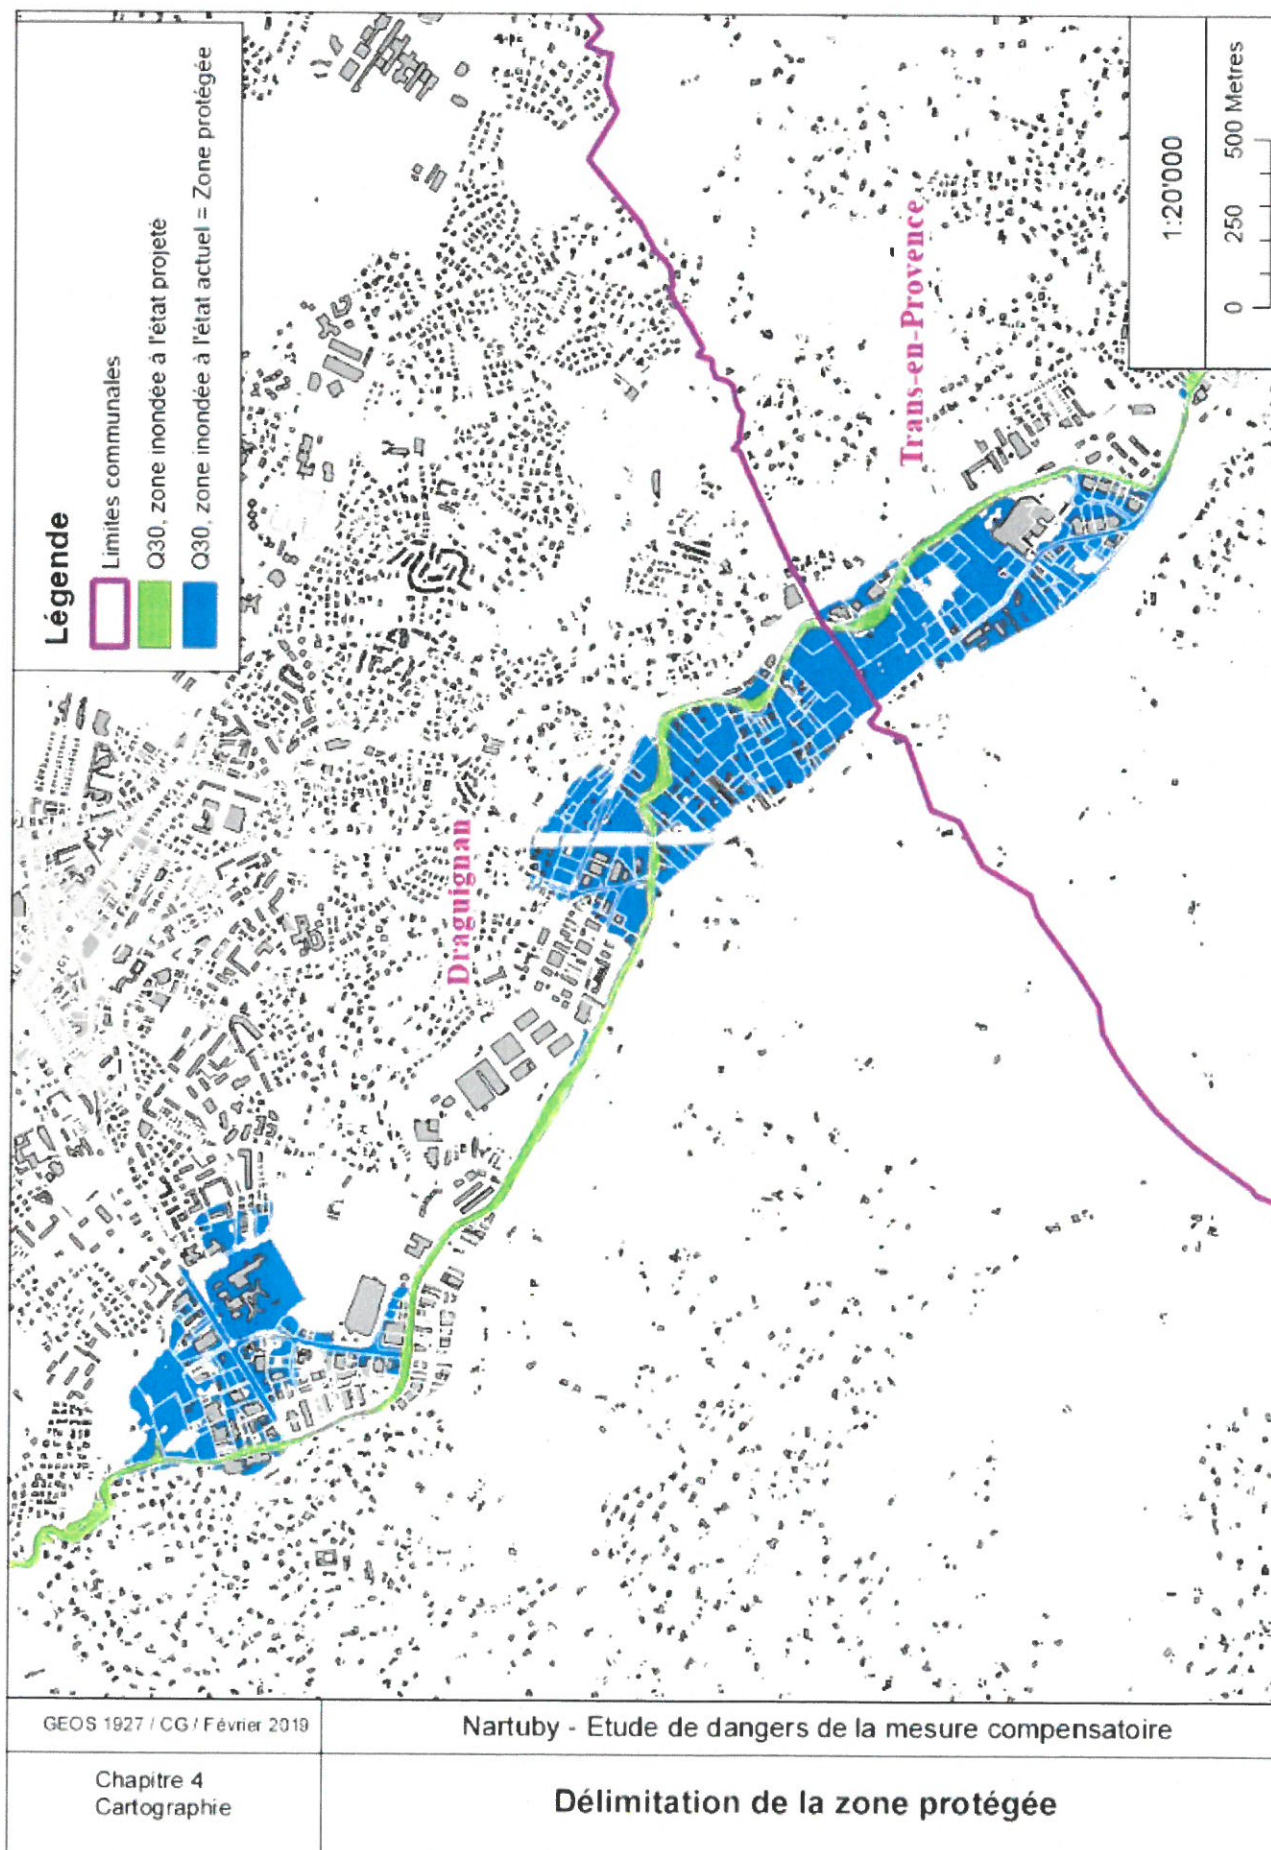 Légende
Limites communales
Q30, zone inondée à l'état projeté
Q30, zone inondée à l'état actuel = Zone protégée
Draguignan
Trans-en-Provence
1:20'000
0 250 500 Metres
GEOS 1927 / CG / Février 2019
Nartuby - Etude de dangers de la mesure compensatoire
Chapitre 4
Cartographie
Délimitation de la zone protégée